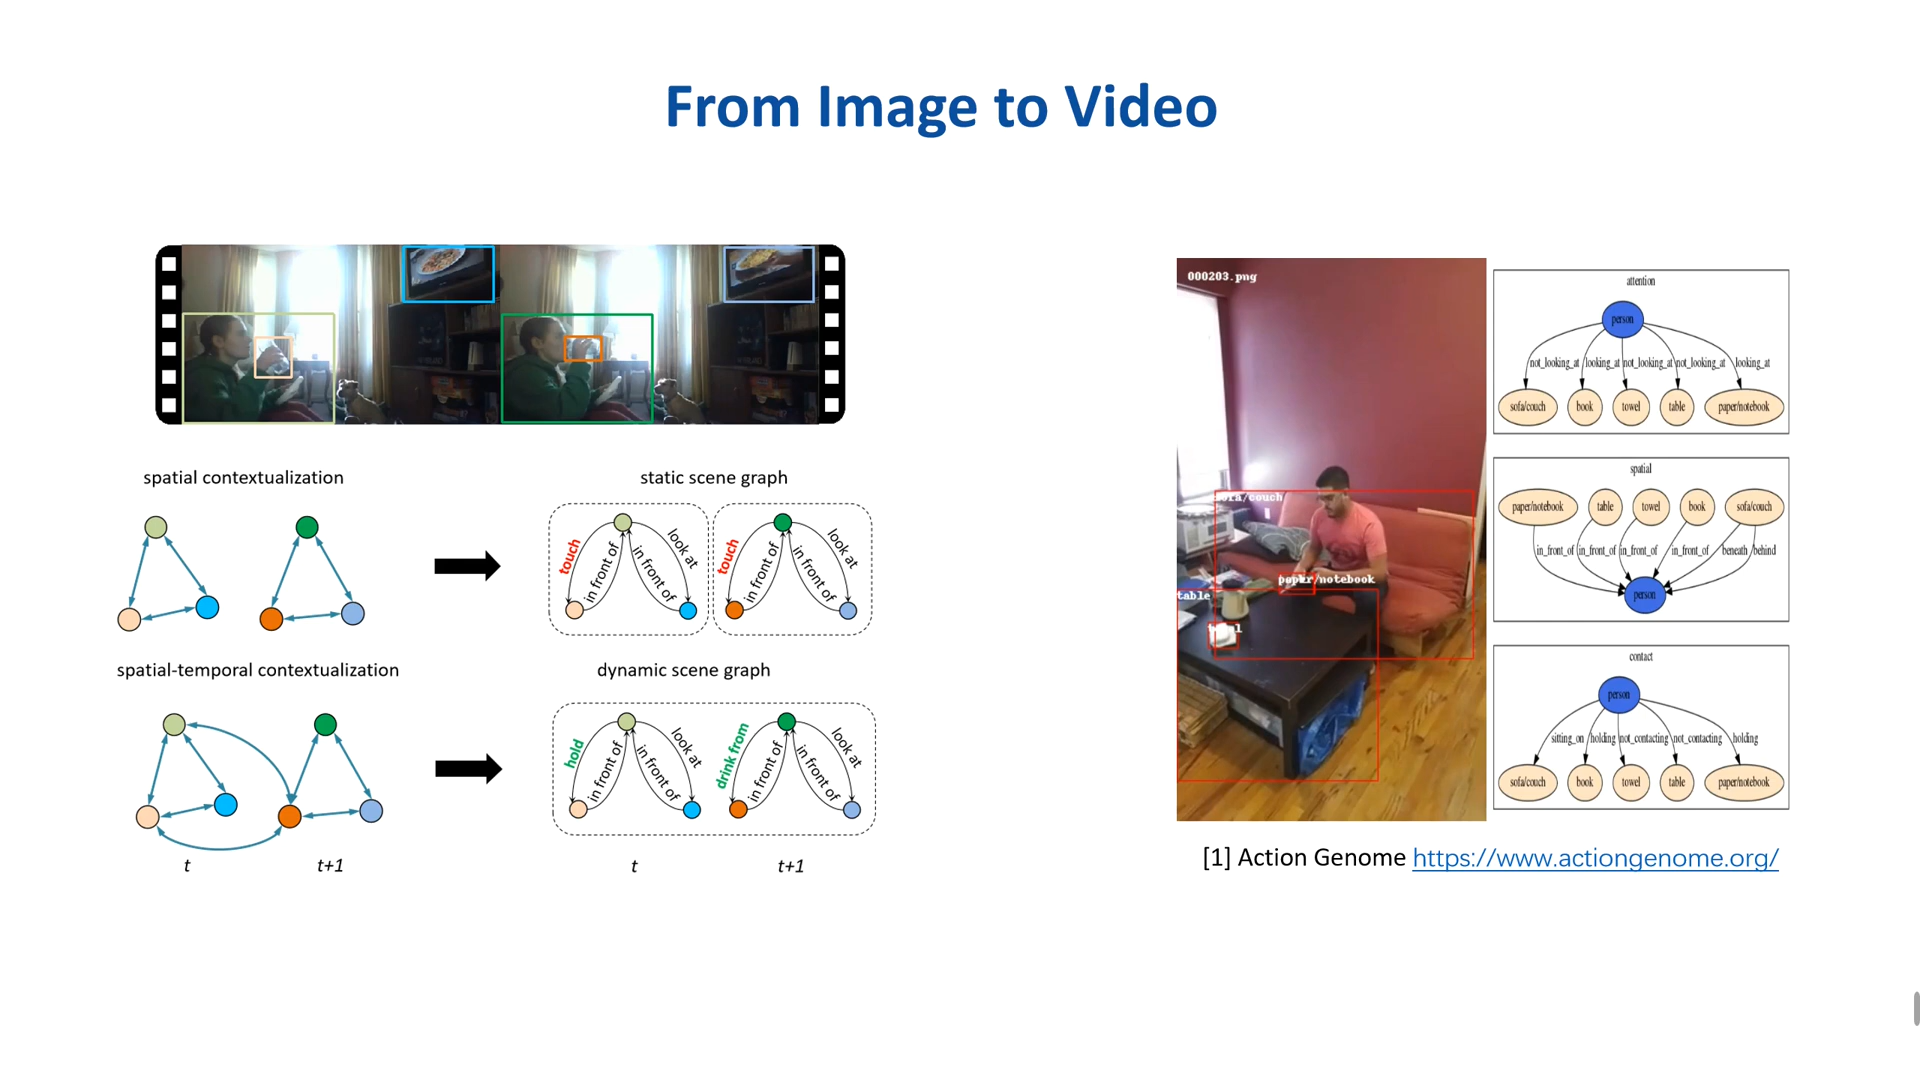 From Image to Video
spatial contextualization
static scene graph
touch
in front of
in front of
look at
touch
in front of
in front of
look at
spatial-temporal contextualization
dynamic scene graph
hold
in front of
in front of
look at
drink from
in front of
in front of
look at
t
t+1
t
t+1
000203.png
sofa/couch
/notebook
table
attention
person
not_looking_at looking_at not_looking_at not_looking_at looking_at
sofa/couch book towel table paper/notebook
spatial
paper/notebook table towel book sofa/couch
in_front_of in_front_of in_front_of in_front_of beneath behind
person
contact
person
sitting_on holding not_contacting not_contacting holding
sofa/couch book towel table paper/notebook
[1] Action Genome https://www.actiongenome.org/